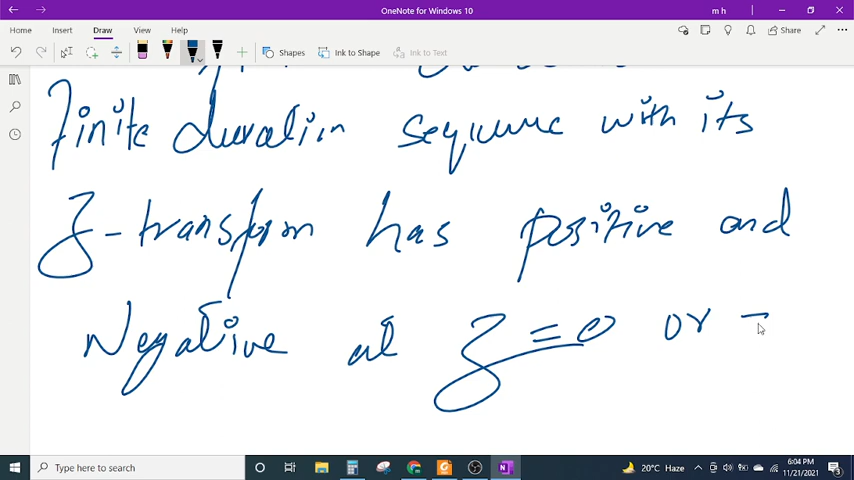 OneNote for Windows 10
m h
Home Insert Draw View Help
Share
Shapes Ink to Shape Ink to Text
finite duration sequence with its
Z-transform has positive and
Negative at Z = 0 or
Type here to search
20°C Haze
6:04 PM
11/21/2021
3